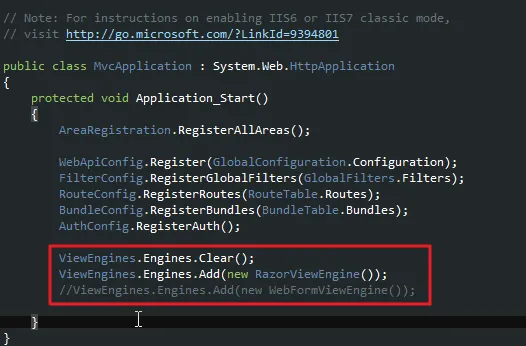 // Note: For instructions on enabling IIS6 or IIS7 classic mode,
// visit http://go.microsoft.com/?LinkId=9394801
public class MvcApplication : System.Web.HttpApplication
{
protected void Application_Start()
{
AreaRegistration.RegisterAllAreas();
WebApiConfig.Register(GlobalConfiguration.Configuration);
FilterConfig.RegisterGlobalFilters(GlobalFilters.Filters);
RouteConfig.RegisterRoutes(RouteTable.Routes);
BundleConfig.RegisterBundles(BundleTable.Bundles);
AuthConfig.RegisterAuth();
ViewEngines.Engines.Clear();
ViewEngines.Engines.Add(new RazorViewEngine());
//ViewEngines.Engines.Add(new WebFormViewEngine());
}
}